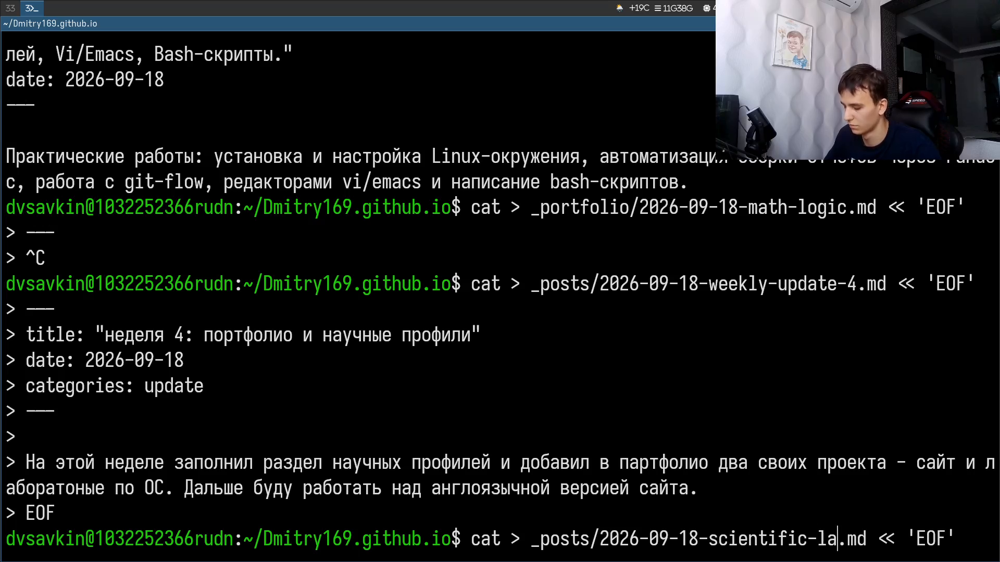 33 3>_ +19C 11G38G 4
~/Dmitry169.github.io
SPEED
лей, Vi/Emacs, Bash-скрипты."
date: 2026-09-18
---
Практические работы: установка и настройка Linux-окружения, автоматизаци
с, работа с git-flow, редакторами vi/emacs и написание bash-скриптов.
dvsavkin@1032252366rudn:~/Dmitry169.github.io$ cat > _portfolio/2026-09-18-math-logic.md << 'EOF'
> ---
> ^C
dvsavkin@1032252366rudn:~/Dmitry169.github.io$ cat > _posts/2026-09-18-weekly-update-4.md << 'EOF'
> ---
> title: "неделя 4: портфолио и научные профили"
> date: 2026-09-18
> categories: update
> ---
>
> На этой неделе заполнил раздел научных профилей и добавил в партфолио два своих проекта - сайт и л
аборатоные по ОС. Дальше буду работать над англоязычной версией сайта.
> EOF
dvsavkin@1032252366rudn:~/Dmitry169.github.io$ cat > _posts/2026-09-18-scientific-la.md << 'EOF'